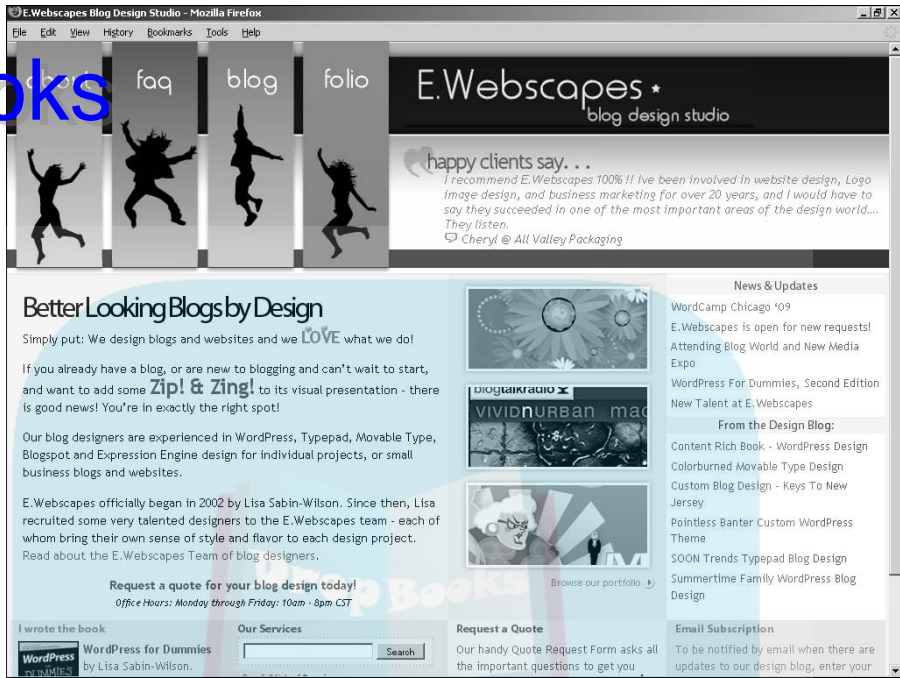 E.Webscapes Blog Design Studio - Mozilla Firefox
File Edit View History Bookmarks Tools Help
about faq blog folio
oks
E.Webscapes
blog design studio
happy clients say. . .
I recommend E.Webscapes 100% !! Ive been involved in website design, Logo
image design, and business marketing for over 20 years, and I would have to
say they succeeded in one of the most important areas of the design world....
They listen.
Cheryl @ All Valley Packaging
Better Looking Blogs by Design
Simply put: We design blogs and websites and we LOVE what we do!
If you already have a blog, or are new to blogging and can't wait to start,
and want to add some Zip! & Zing! to its visual presentation - there
is good news! You're in exactly the right spot!
Our blog designers are experienced in WordPress, Typepad, Movable Type,
Blogspot and Expression Engine design for individual projects, or small
business blogs and websites.
E.Webscapes officially began in 2002 by Lisa Sabin-Wilson. Since then, Lisa
recruited some very talented designers to the E.Webscapes team - each of
whom bring their own sense of style and flavor to each design project.
Read about the E.Webscapes Team of blog designers.
Request a quote for your blog design today!
Office Hours: Monday through Friday: 10am - 8pm CST
Drop Books
blogtalkradio
VIVIDNURBAN mac
M
Browse our portfolio
News & Updates
WordCamp Chicago '09
E.Webscapes is open for new requests!
Attending Blog World and New Media
Expo
WordPress For Dummies, Second Edition
New Talent at E.Webscapes
From the Design Blog:
Content Rich Book - WordPress Design
Colorburned Movable Type Design
Custom Blog Design - Keys To New
Jersey
Pointless Banter Custom WordPress
Theme
SOON Trends Typepad Blog Design
Summertime Family WordPress Blog
Design
I wrote the book
WordPress
DUMMIES
WordPress for Dummies
by Lisa Sabin-Wilson.
Our Services
Search
Request a Quote
Our handy Quote Request Form asks all
the important questions to get you
Email Subscription
To be notified by email when there are
updates to our design blog, enter your